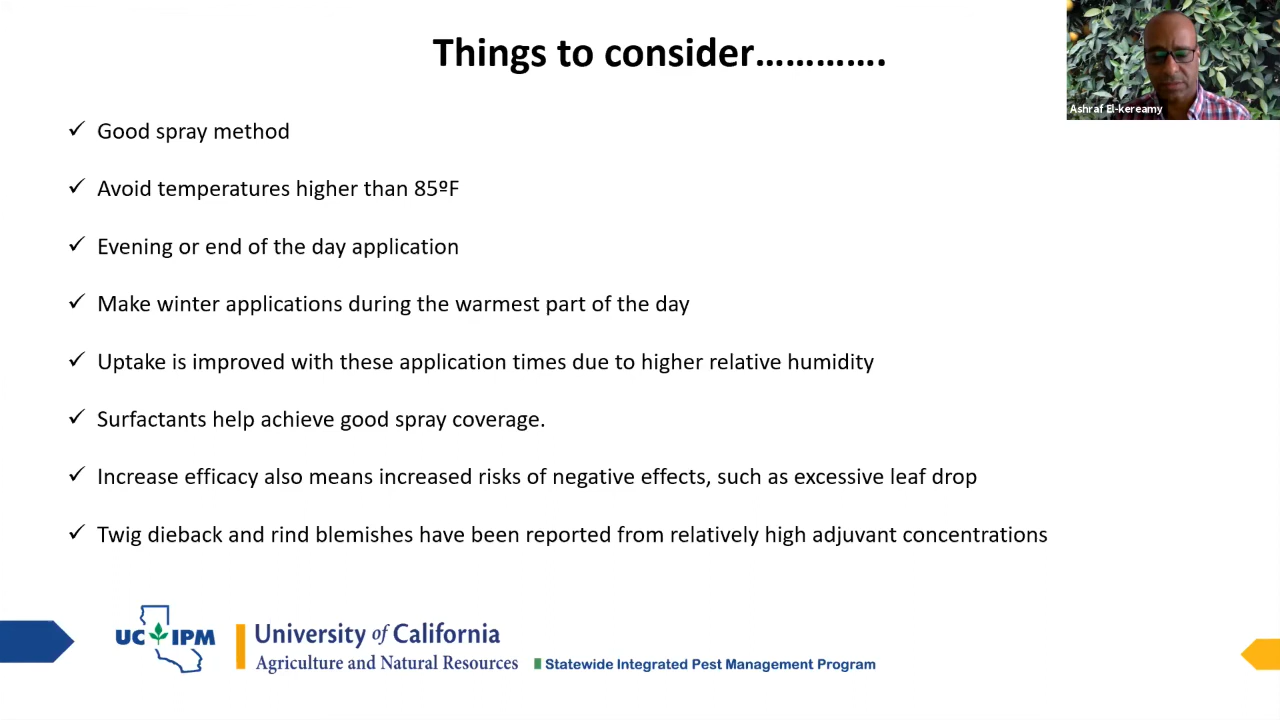 Things to consider………….
Ashraf El-kereamy
✓ Good spray method
✓ Avoid temperatures higher than 85ºF
✓ Evening or end of the day application
✓ Make winter applications during the warmest part of the day
✓ Uptake is improved with these application times due to higher relative humidity
✓ Surfactants help achieve good spray coverage.
✓ Increase efficacy also means increased risks of negative effects, such as excessive leaf drop
✓ Twig dieback and rind blemishes have been reported from relatively high adjuvant concentrations
UC IPM
University of California
Agriculture and Natural Resources
Statewide Integrated Pest Management Program